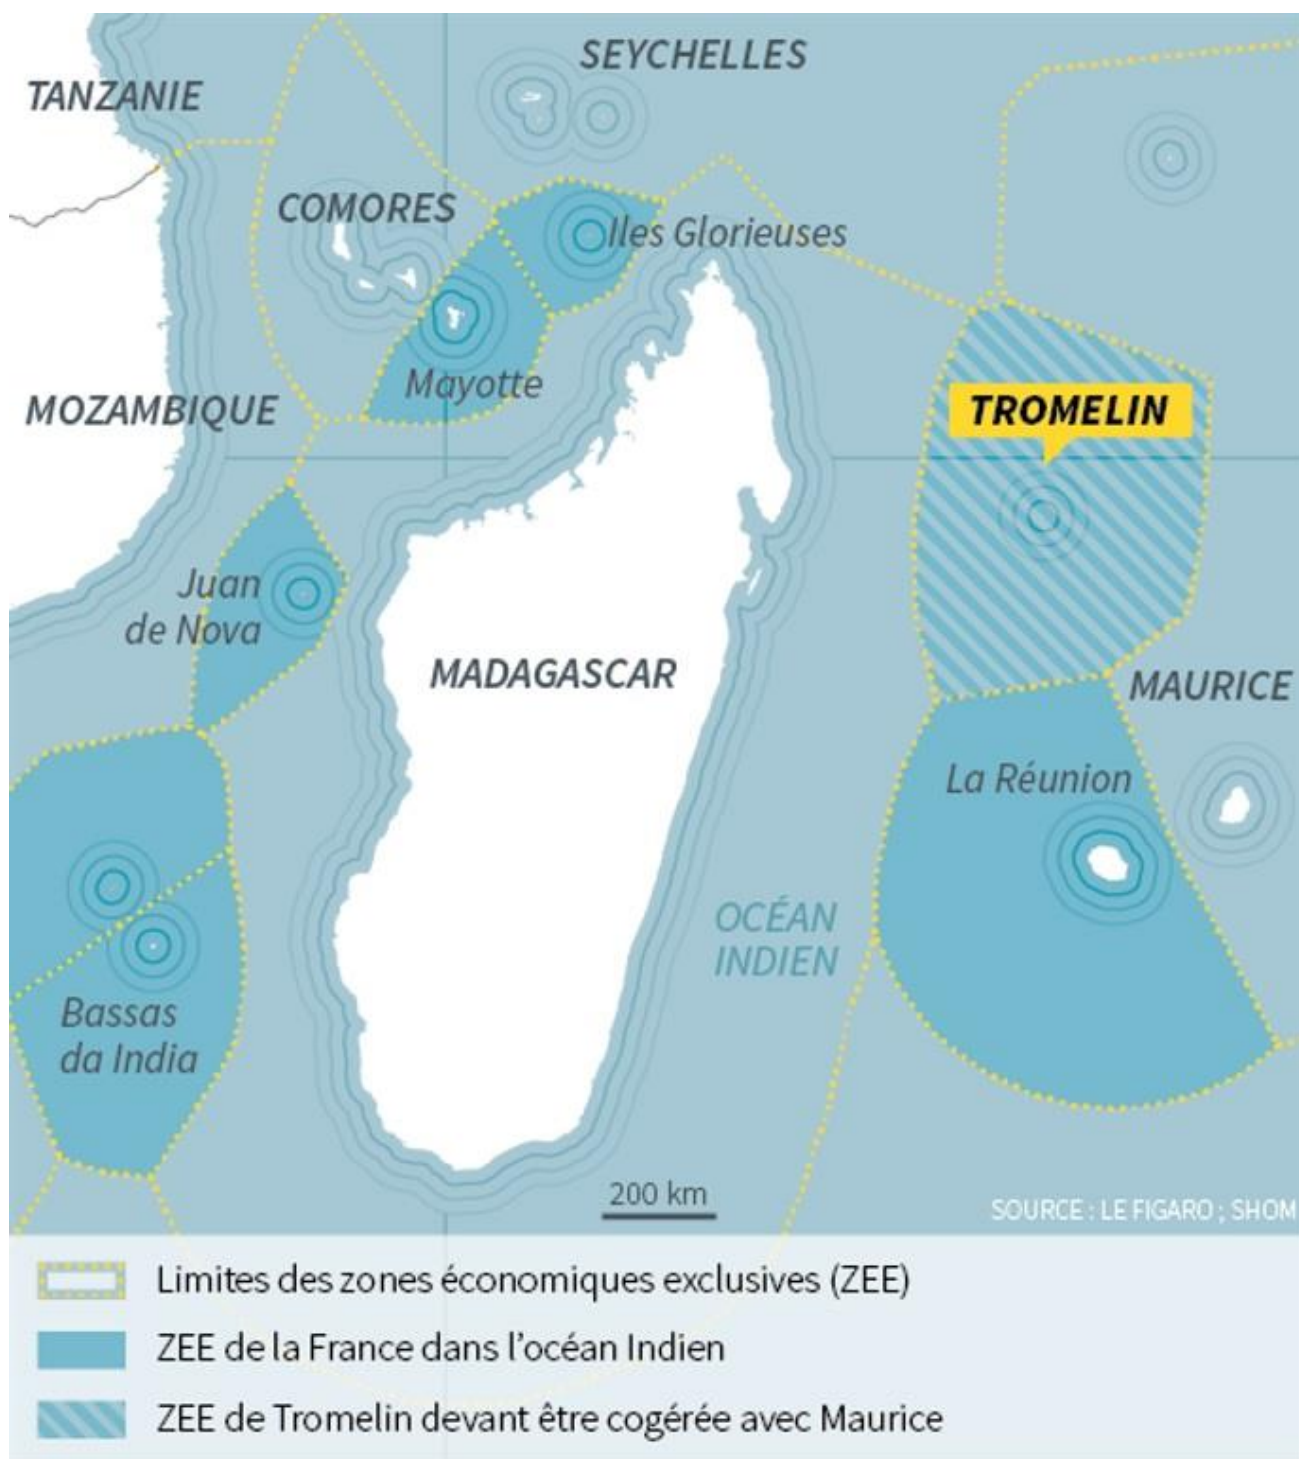 SEYCHELLES
TANZANIE
COMORES
Iles Glorieuses
Mayotte
MOZAMBIQUE
TROMELIN
Juan
de Nova
MADAGASCAR
MAURICE
La Réunion
OCÉAN
INDIEN
Bassas
da India
200 km
SOURCE : LE FIGARO ; SHOM
Limites des zones économiques exclusives (ZEE)
ZEE de la France dans l'océan Indien
ZEE de Tromelin devant être cogérée avec Maurice